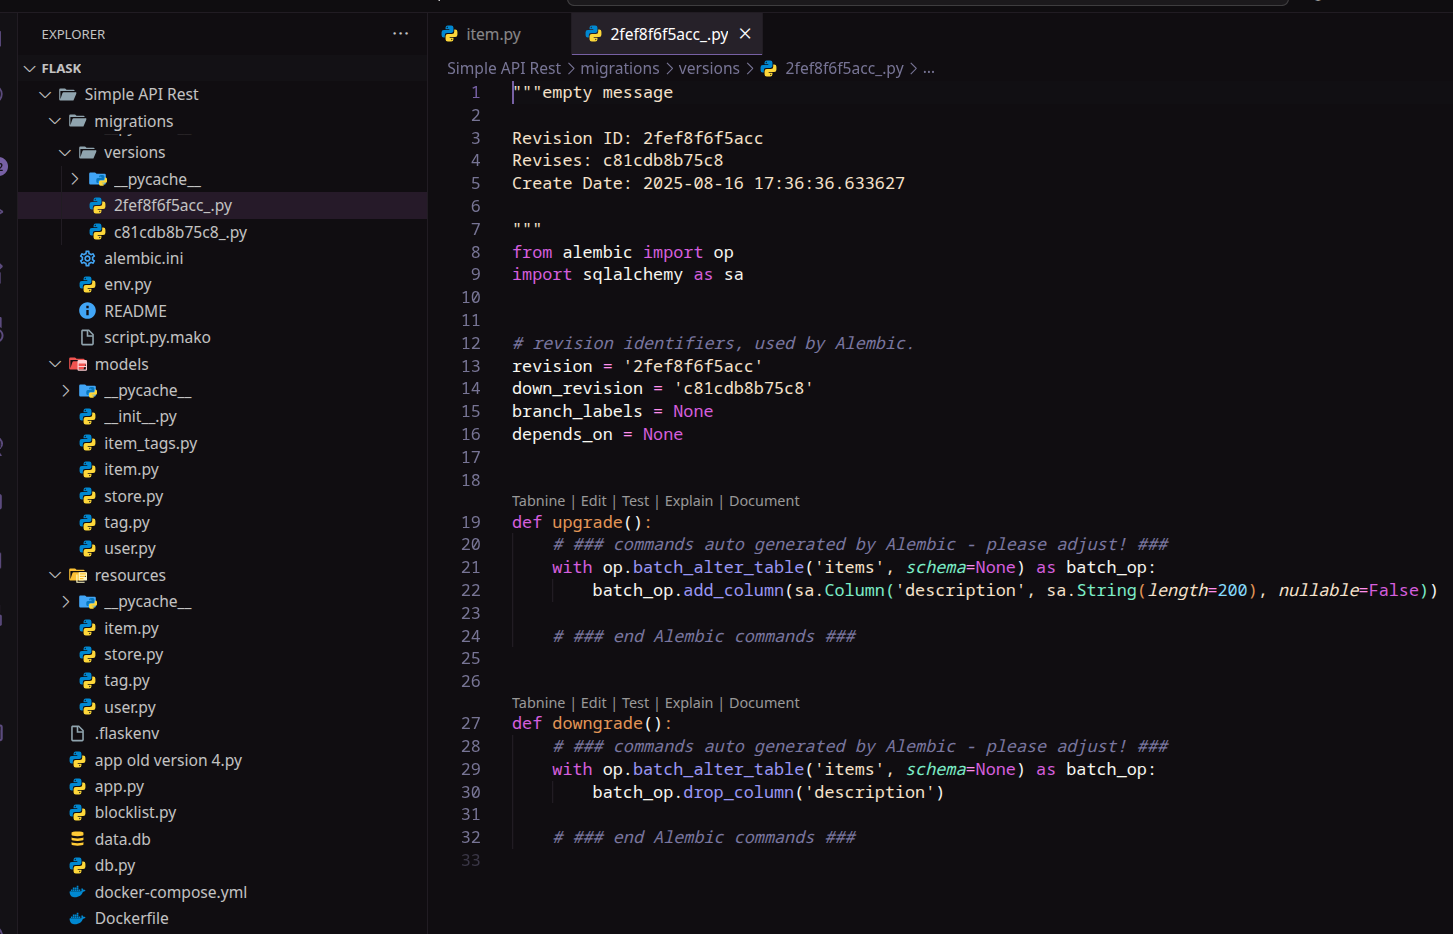 EXPLORER
FLASK
Simple API Rest
migrations
versions
__pycache__
2fef8f6f5acc_.py
c81cdb8b75c8_.py
alembic.ini
env.py
README
script.py.mako
models
__pycache__
__init__.py
item_tags.py
item.py
store.py
tag.py
user.py
resources
__pycache__
item.py
store.py
tag.py
user.py
.flaskenv
app old version 4.py
app.py
blocklist.py
data.db
db.py
docker-compose.yml
Dockerfile
item.py
2fef8f6f5acc_.py
Simple API Rest > migrations > versions > 2fef8f6f5acc_.py > ...
1 """empty message
2
3 Revision ID: 2fef8f6f5acc
4 Revises: c81cdb8b75c8
5 Create Date: 2025-08-16 17:36:36.633627
6
7 """
8 from alembic import op
9 import sqlalchemy as sa
10
11
12 # revision identifiers, used by Alembic.
13 revision = '2fef8f6f5acc'
14 down_revision = 'c81cdb8b75c8'
15 branch_labels = None
16 depends_on = None
17
18
Tabnine | Edit | Test | Explain | Document
19 def upgrade():
20     # ### commands auto generated by Alembic - please adjust! ###
21     with op.batch_alter_table('items', schema=None) as batch_op:
22         batch_op.add_column(sa.Column('description', sa.String(length=200), nullable=False))
23
24     # ### end Alembic commands ###
25
26
Tabnine | Edit | Test | Explain | Document
27 def downgrade():
28     # ### commands auto generated by Alembic - please adjust! ###
29     with op.batch_alter_table('items', schema=None) as batch_op:
30         batch_op.drop_column('description')
31
32     # ### end Alembic commands ###
33